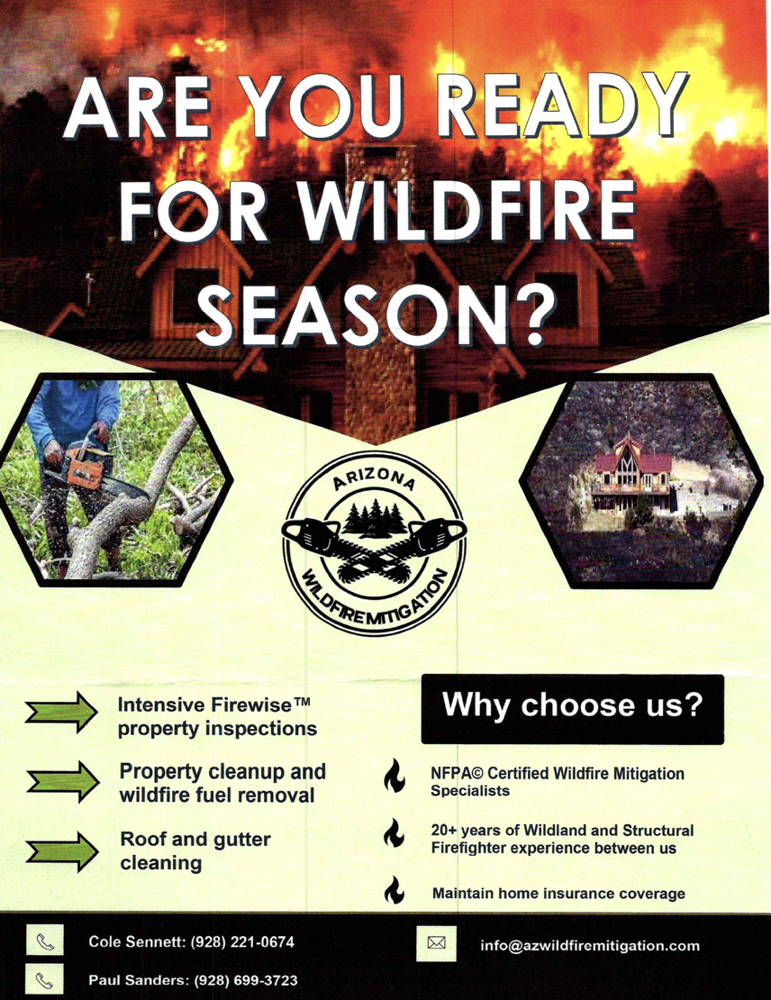 ARE YOU READY
FOR WILDFIRE
SEASON?
ARIZONA
WILDFIRE MITIGATION
Intensive Firewise™
property inspections
Property cleanup and
wildfire fuel removal
Roof and gutter
cleaning
Why choose us?
NFPA© Certified Wildfire Mitigation
Specialists
20+ years of Wildland and Structural
Firefighter experience between us
Maintain home insurance coverage
Cole Sennett: (928) 221-0674
Paul Sanders: (928) 699-3723
info@azwildfiremitigation.com